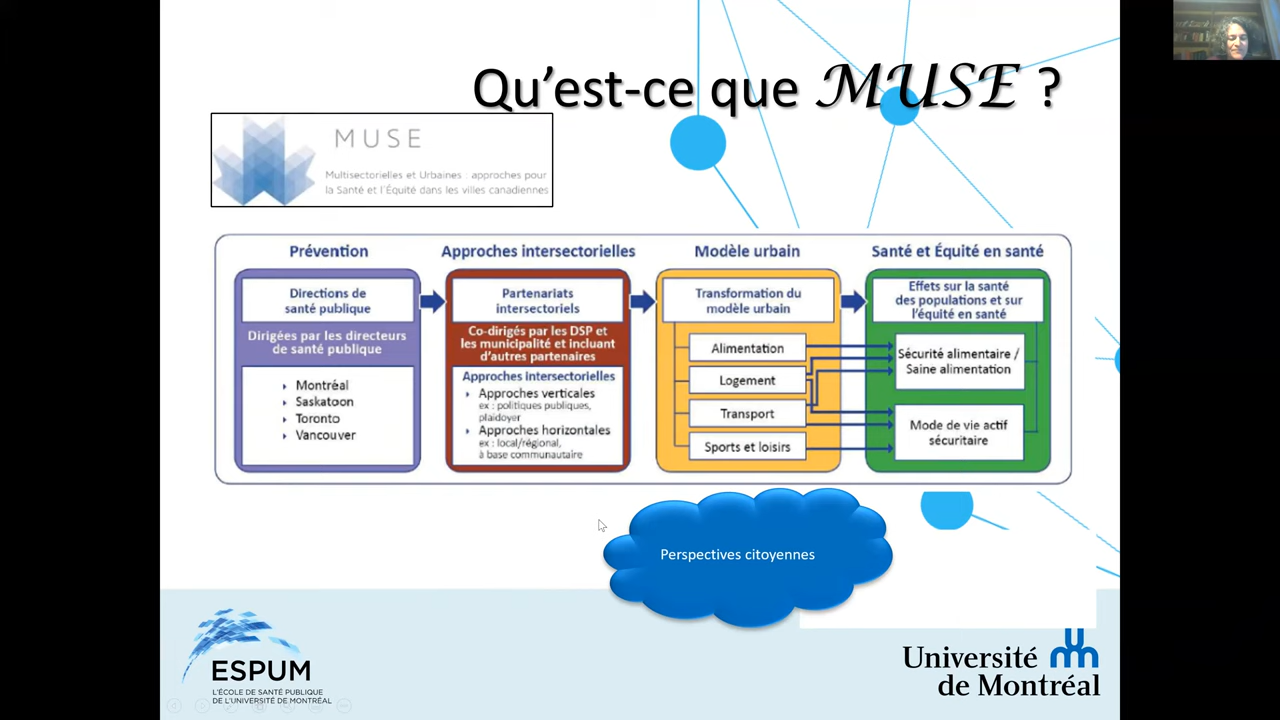 Qu’est-ce que MUSE ?
MUSE
Multisectorielles et Urbaines : approches pour
la Santé et l’Équité dans les villes canadiennes
Prévention
Directions de
santé publique
Dirigées par les directeurs
de santé publique
Montréal
Saskatoon
Toronto
Vancouver
Approches intersectorielles
Partenariats
intersectoriels
Co-dirigés par les DSP et
les municipalité et incluant
d’autres partenaires
Approches intersectorielles
Approches verticales
ex : politiques publiques,
plaidoyer
Approches horizontales
ex : local/régional,
à base communautaire
Modèle urbain
Transformation du
modèle urbain
Alimentation
Logement
Transport
Sports et loisirs
Santé et Équité en santé
Effets sur la santé
des populations et sur
l’équité en santé
Sécurité alimentaire /
Saine alimentation
Mode de vie actif
sécuritaire
Perspectives citoyennes
ESPUM
L’ÉCOLE DE SANTÉ PUBLIQUE
DE L’UNIVERSITÉ DE MONTRÉAL
Université
de Montréal